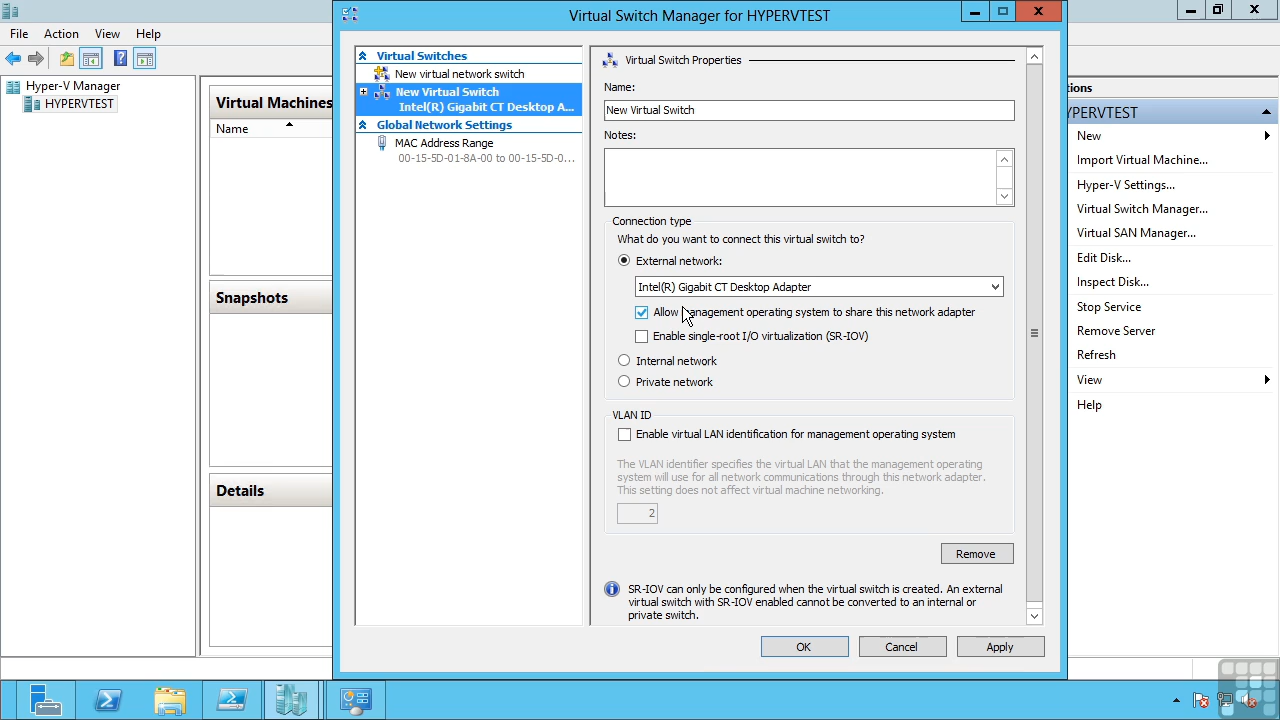 Virtual Switch Manager for HYPERVTEST
File Action View Help
Hyper-V Manager
HYPERVTEST
Virtual Machines
Name
Snapshots
Details
Virtual Switches
New virtual network switch
New Virtual Switch
Intel(R) Gigabit CT Desktop A...
Global Network Settings
MAC Address Range
00-15-5D-01-8A-00 to 00-15-5D-0...
Virtual Switch Properties
Name:
New Virtual Switch
Notes:
Connection type
What do you want to connect this virtual switch to?
External network:
Intel(R) Gigabit CT Desktop Adapter
Allow management operating system to share this network adapter
Enable single-root I/O virtualization (SR-IOV)
Internal network
Private network
VLAN ID
Enable virtual LAN identification for management operating system
The VLAN identifier specifies the virtual LAN that the management operating
system will use for all network communications through this network adapter.
This setting does not affect virtual machine networking.
2
Remove
SR-IOV can only be configured when the virtual switch is created. An external
virtual switch with SR-IOV enabled cannot be converted to an internal or
private switch.
OK Cancel Apply
tions
YPERVTEST
New
Import Virtual Machine...
Hyper-V Settings...
Virtual Switch Manager...
Virtual SAN Manager...
Edit Disk...
Inspect Disk...
Stop Service
Remove Server
Refresh
View
Help